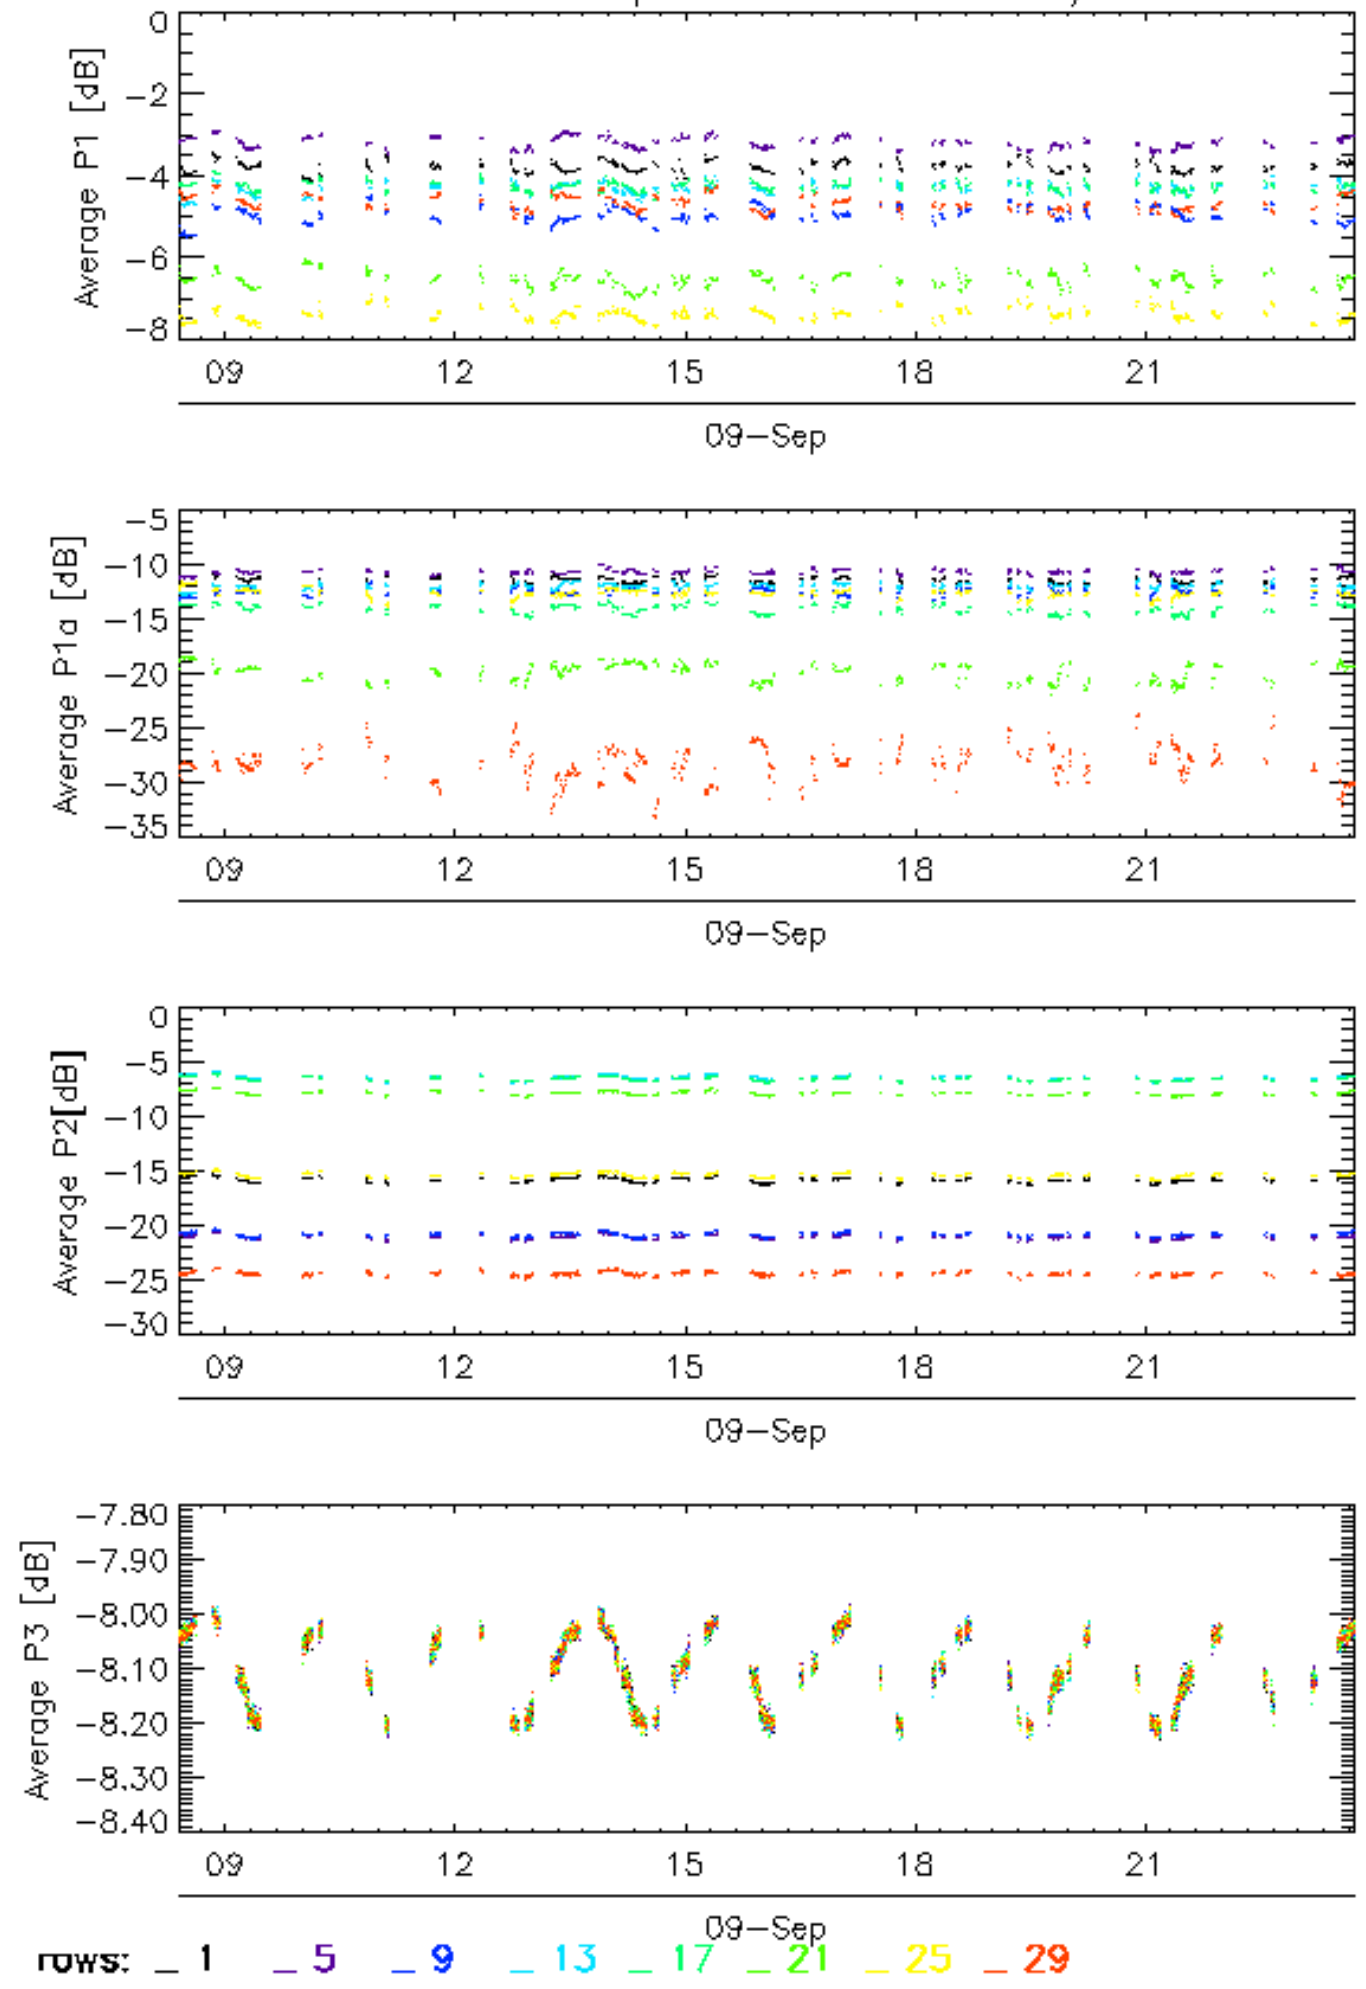 Average P1 [dB]
0
-2
-4
-6
-8
09 12 15 18 21
09-Sep
Average P1a [dB]
-5
-10
-15
-20
-25
-30
-35
09 12 15 18 21
09-Sep
Average P2[dB]
0
-5
-10
-15
-20
-25
-30
09 12 15 18 21
09-Sep
Average P3 [dB]
-7.80
-7.90
-8.00
-8.10
-8.20
-8.30
-8.40
09 12 15 18 21
09-Sep
rows: _ 1 _ 5 _ 9 _ 13 _ 17 _ 21 _ 25 _ 29